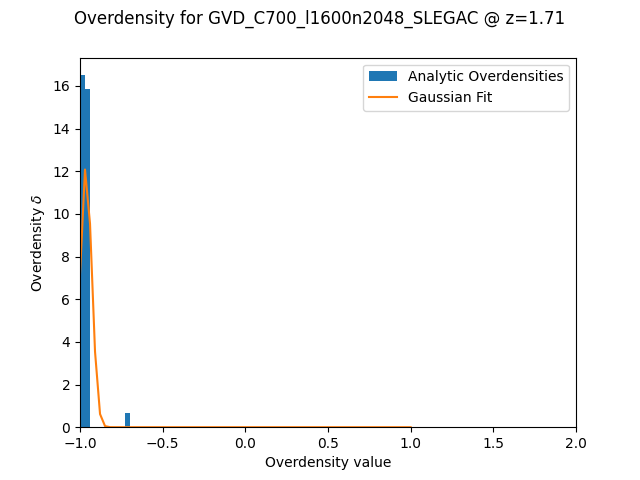 Overdensity for GVD_C700_l1600n2048_SLEGAC @ z=1.71
Analytic Overdensities
Gaussian Fit
Overdensity δ
16
14
12
10
8
6
4
2
0
−1.0 −0.5 0.0 0.5 1.0 1.5 2.0
Overdensity value